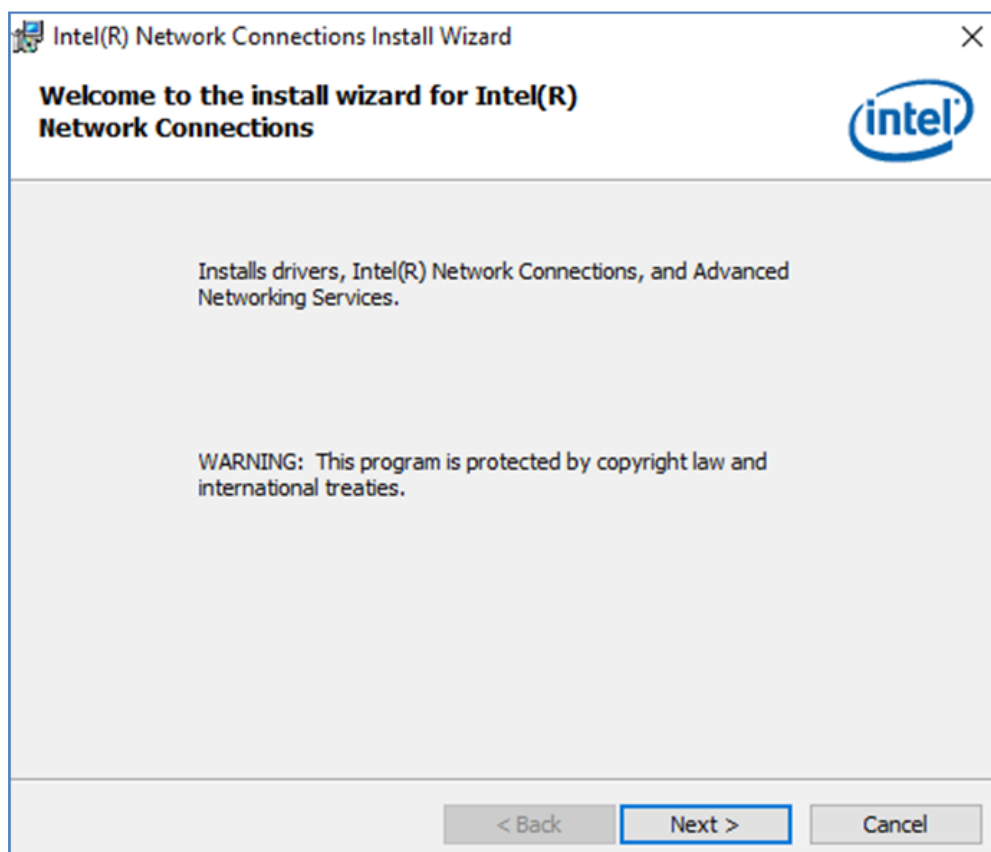 Intel(R) Network Connections Install Wizard
Welcome to the install wizard for Intel(R)
Network Connections
intel
Installs drivers, Intel(R) Network Connections, and Advanced
Networking Services.
WARNING:  This program is protected by copyright law and
international treaties.
< Back
Next >
Cancel